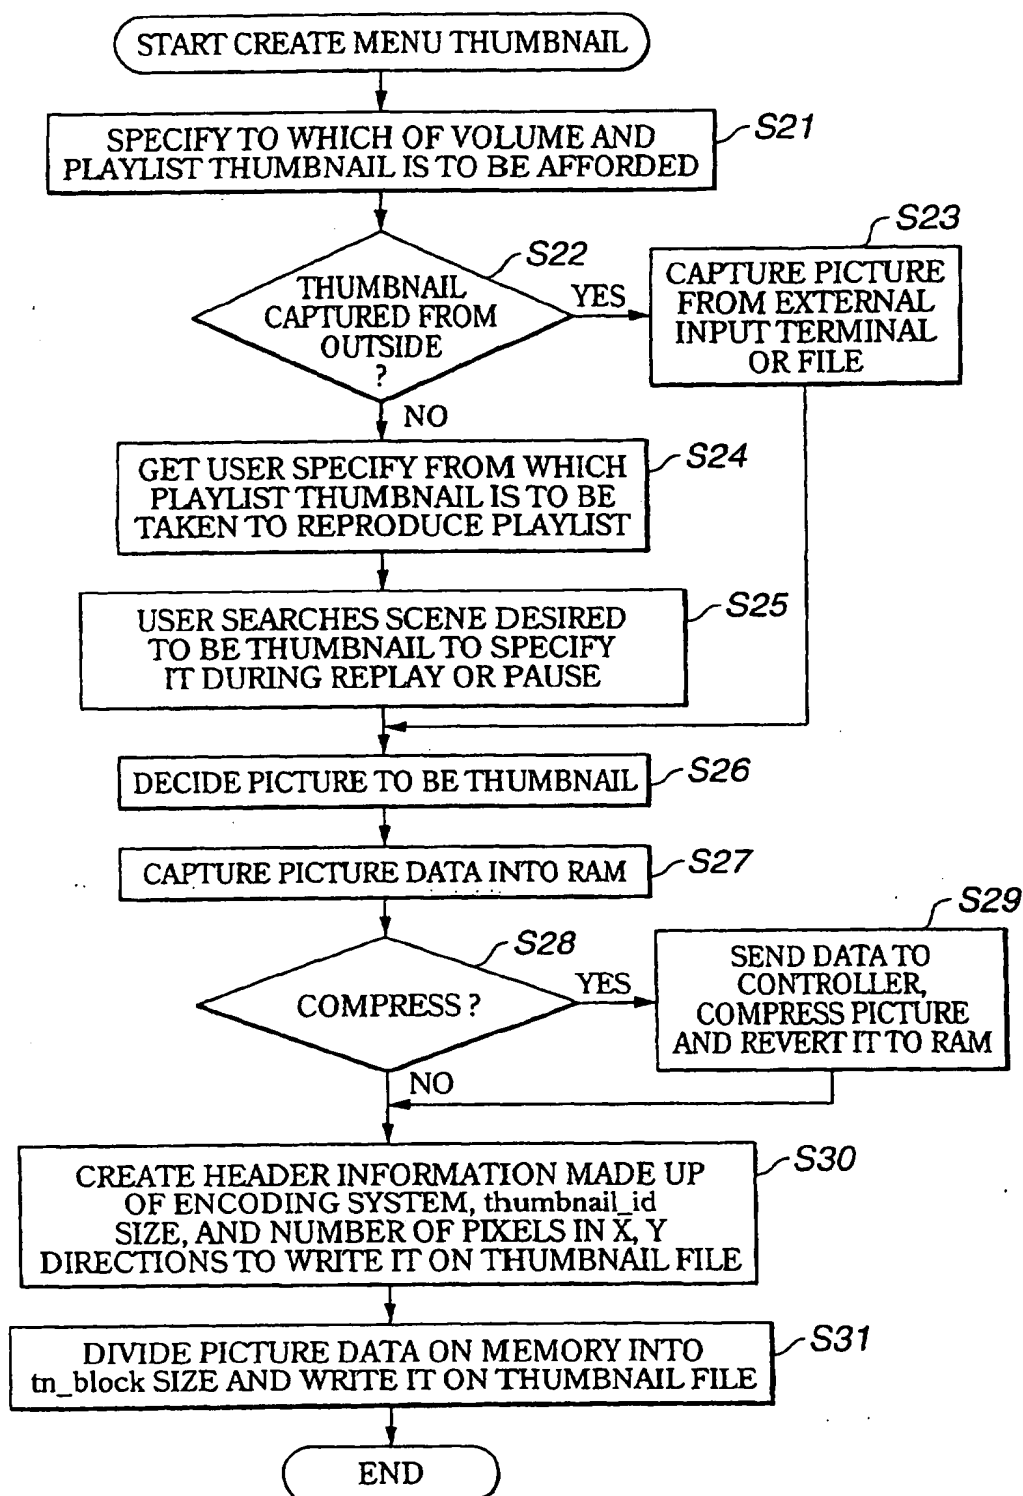 START CREATE MENU THUMBNAIL
SPECIFY TO WHICH OF VOLUME AND
PLAYLIST THUMBNAIL IS TO BE AFFORDED
S21
THUMBNAIL
CAPTURED FROM
OUTSIDE
?
S22
YES
NO
CAPTURE PICTURE
FROM EXTERNAL
INPUT TERMINAL
OR FILE
S23
GET USER SPECIFY FROM WHICH
PLAYLIST THUMBNAIL IS TO BE
TAKEN TO REPRODUCE PLAYLIST
S24
USER SEARCHES SCENE DESIRED
TO BE THUMBNAIL TO SPECIFY
IT DURING REPLAY OR PAUSE
S25
DECIDE PICTURE TO BE THUMBNAIL
S26
CAPTURE PICTURE DATA INTO RAM
S27
COMPRESS ?
S28
YES
NO
SEND DATA TO
CONTROLLER,
COMPRESS PICTURE
AND REVERT IT TO RAM
S29
CREATE HEADER INFORMATION MADE UP
OF ENCODING SYSTEM, thumbnail_id
SIZE, AND NUMBER OF PIXELS IN X, Y
DIRECTIONS TO WRITE IT ON THUMBNAIL FILE
S30
DIVIDE PICTURE DATA ON MEMORY INTO
tn_block SIZE AND WRITE IT ON THUMBNAIL FILE
S31
END